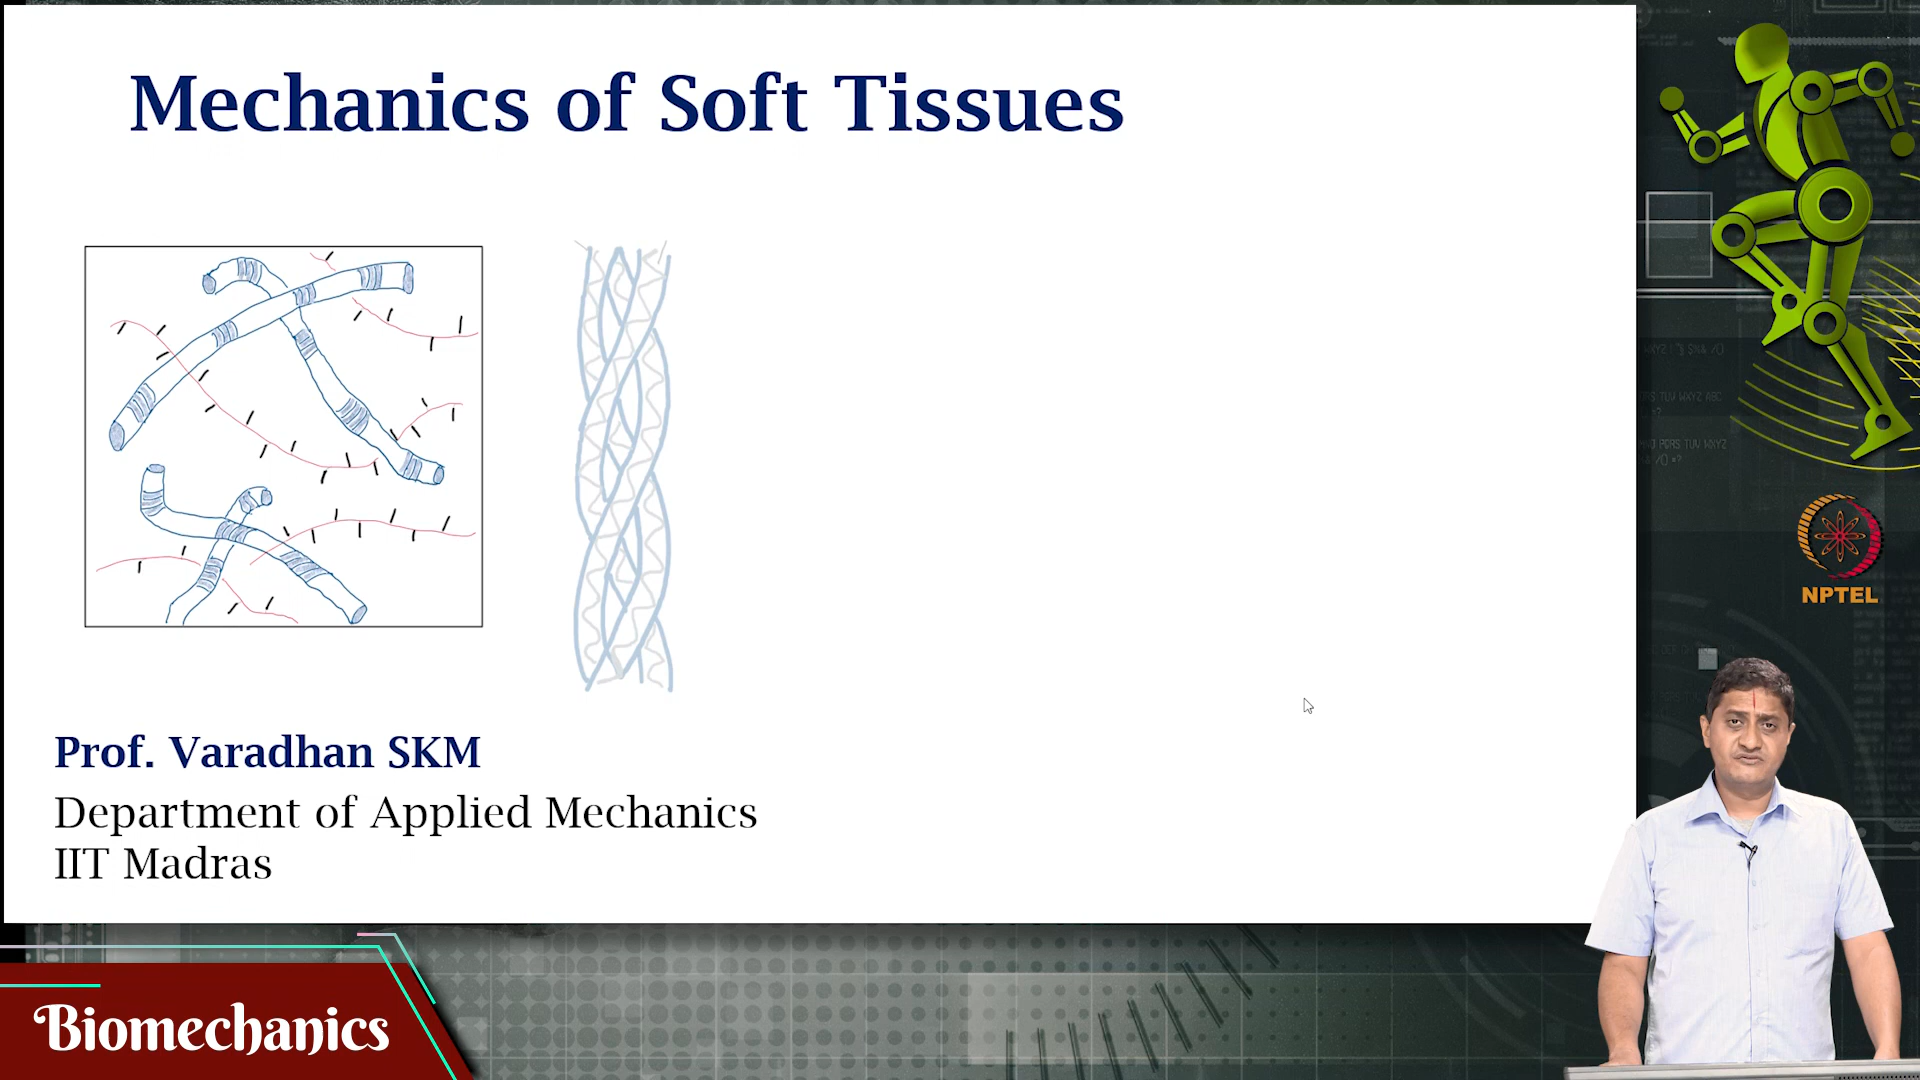 Mechanics of Soft Tissues
Prof. Varadhan SKM
Department of Applied Mechanics
IIT Madras
NPTEL
Biomechanics